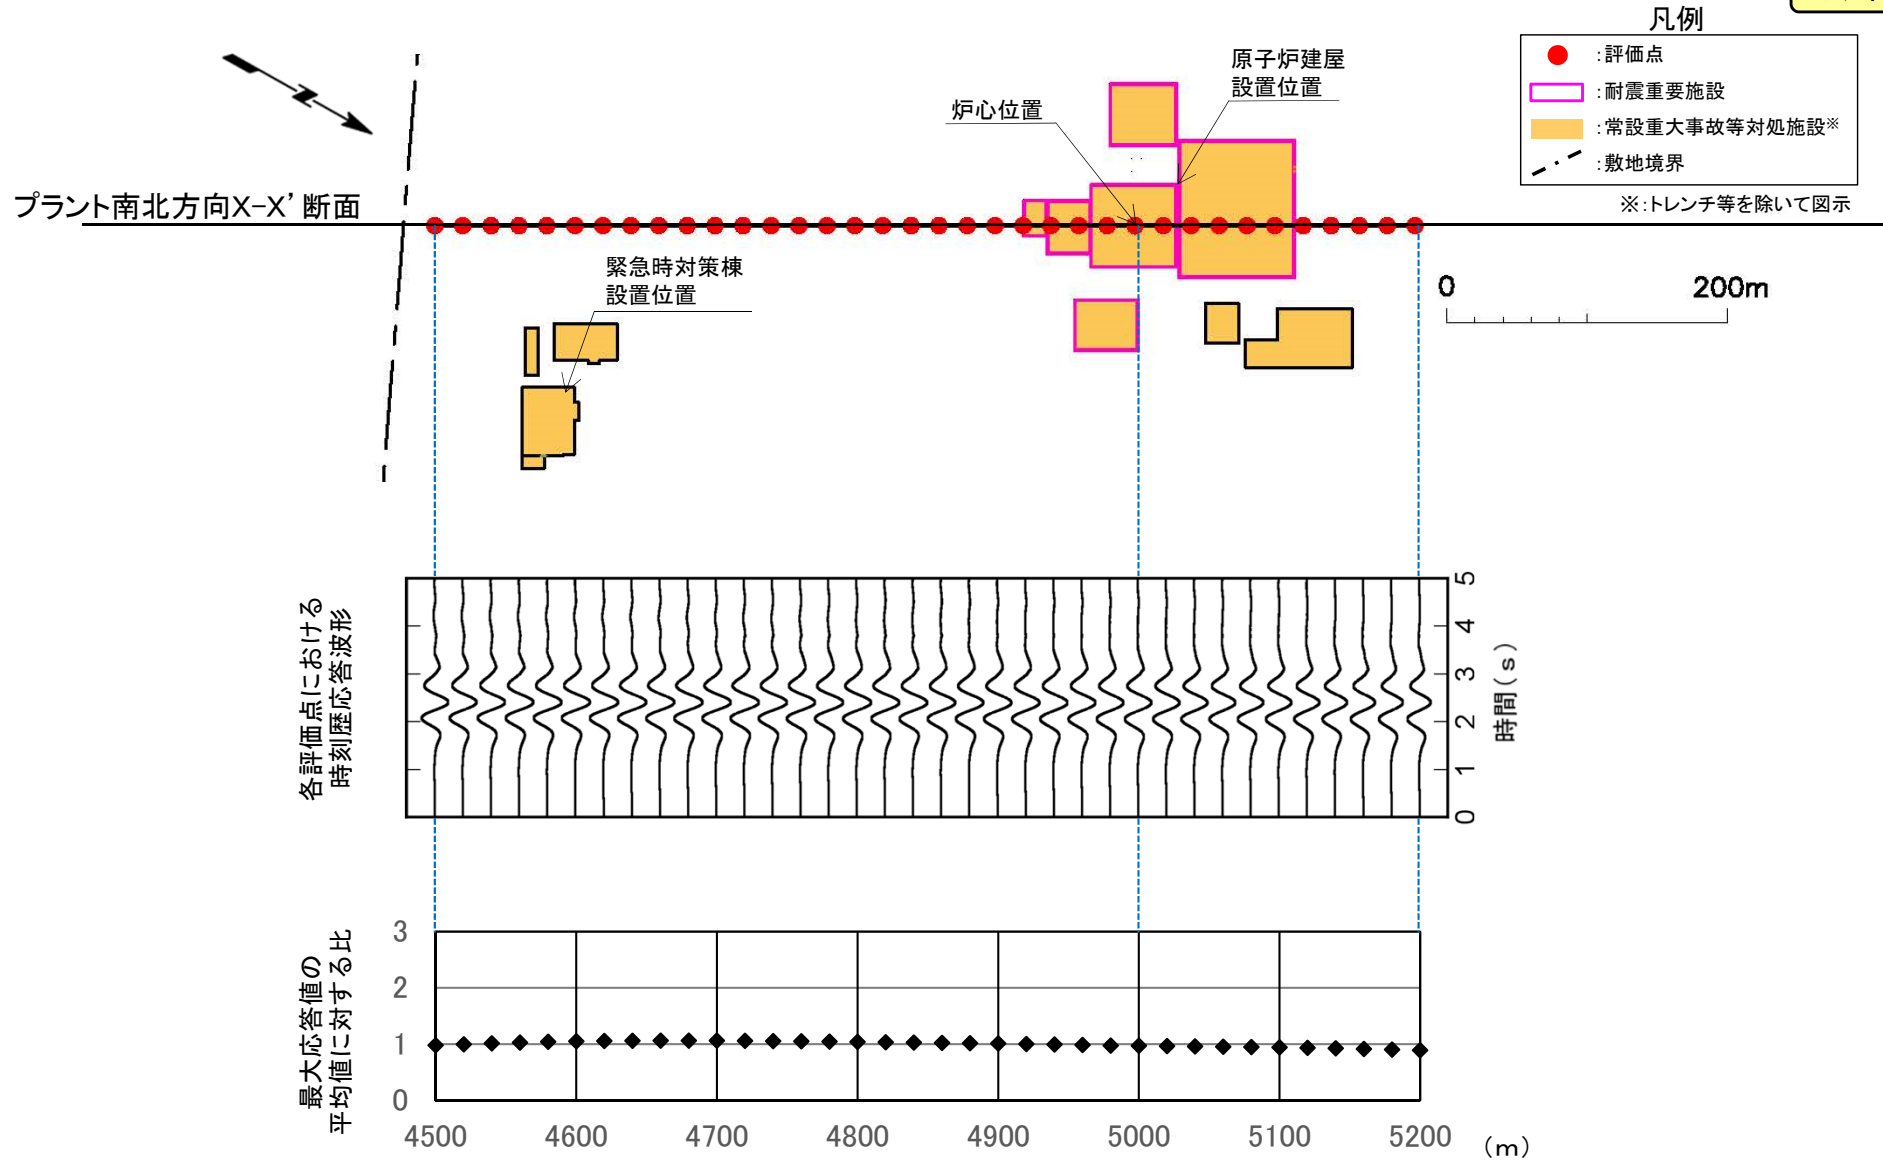 凡例
:評価点
:耐震重要施設
:常設重大事故等対処施設※
:敷地境界
※:トレンチ等を除いて図示
原子炉建屋
設置位置
炉心位置
プラント南北方向X-X’断面
緊急時対策棟
設置位置
0 200m
各評価点における
時刻歴応答波形
5
4
3
2
1
0
時間(s)
最大応答値の
平均値に対する比
3
2
1
0
4500 4600 4700 4800 4900 5000 5100 5200 (m)